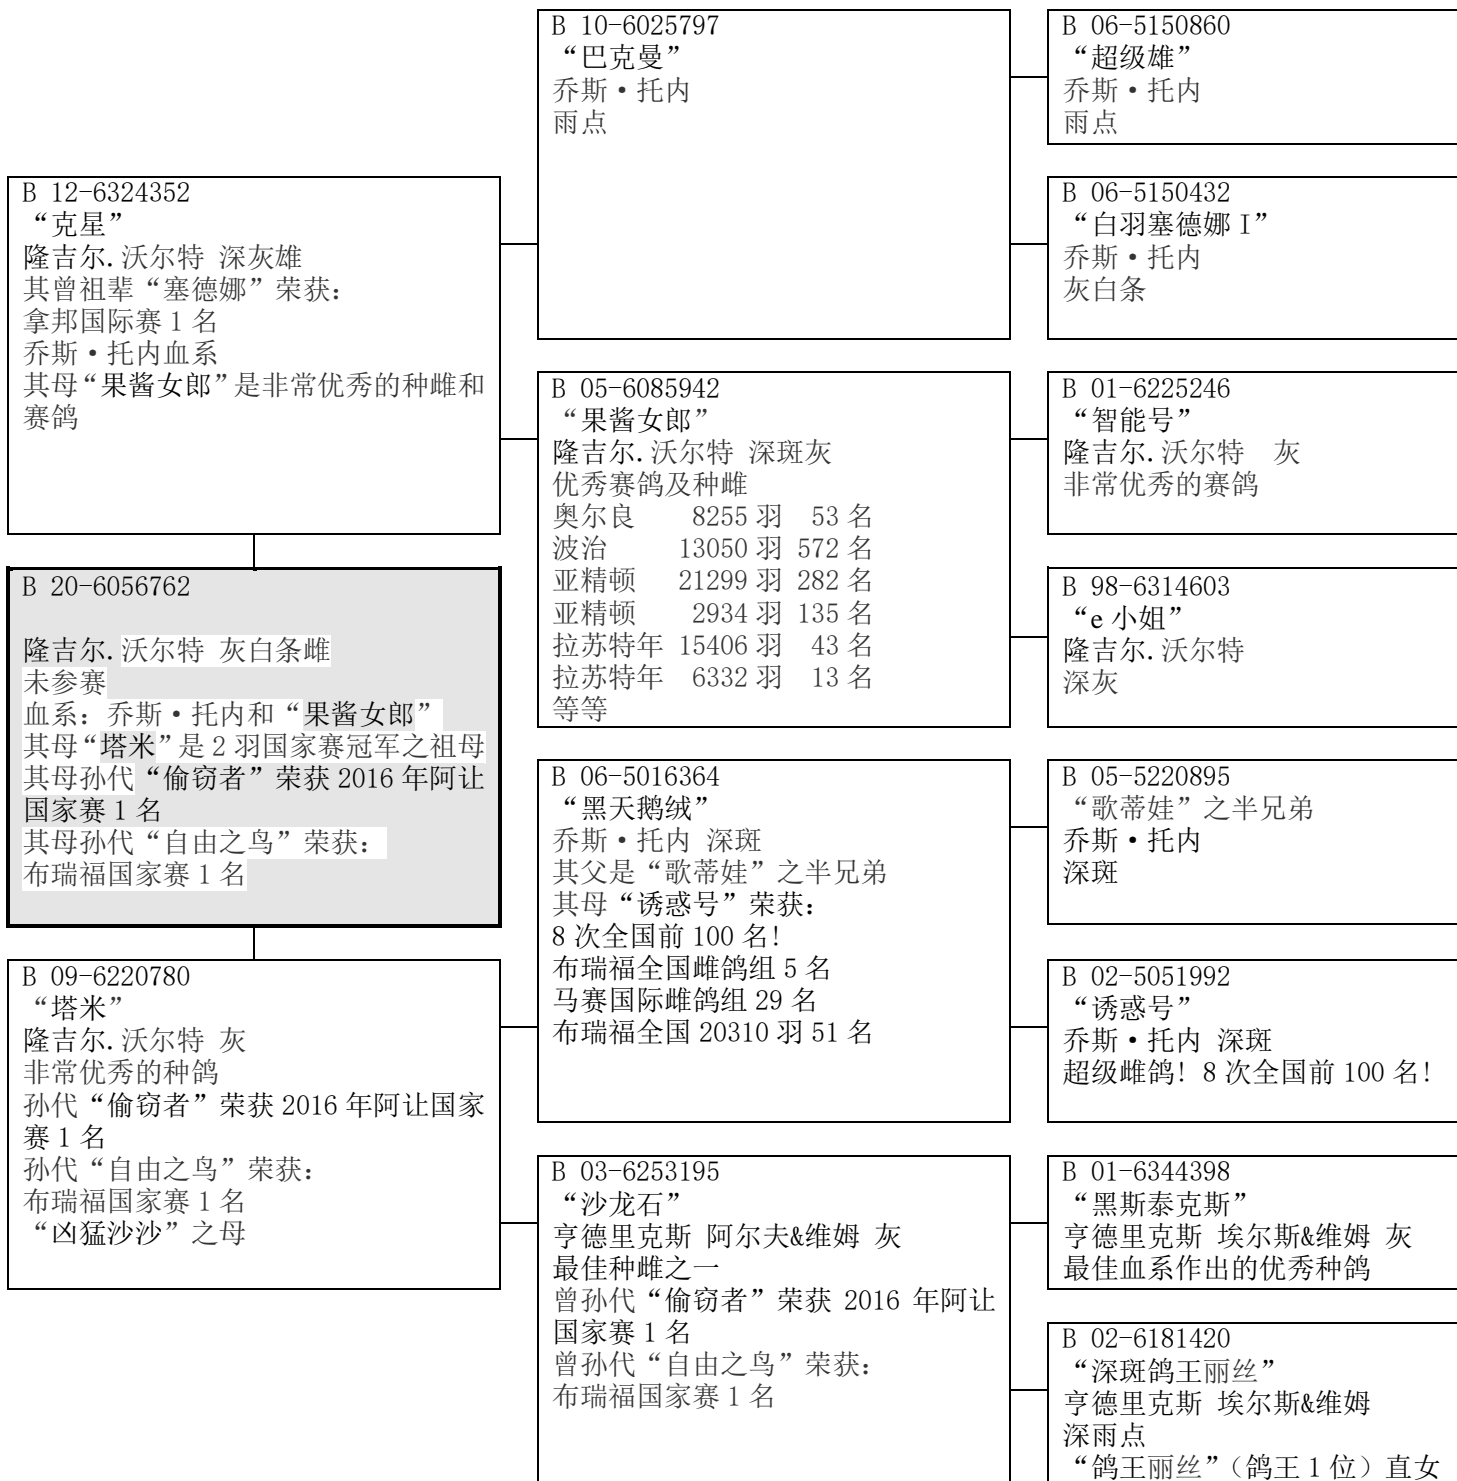 B 12-6324352
“克星”
隆吉尔.沃尔特 深灰雄
其曾祖辈“塞德娜”荣获：
拿邦国际赛 1 名
乔斯•托内血系
其母“果酱女郎”是非常优秀的种雌和
赛鸽
B 20-6056762
隆吉尔.沃尔特 灰白条雌
未参赛
血系：乔斯•托内和“果酱女郎”
其母“塔米”是 2 羽国家赛冠军之祖母
其母孙代“偷窃者”荣获 2016 年阿让
国家赛 1 名
其母孙代“自由之鸟”荣获：
布瑞福国家赛 1 名
B 09-6220780
“塔米”
隆吉尔.沃尔特 灰
非常优秀的种鸽
孙代“偷窃者”荣获 2016 年阿让国家
赛 1 名
孙代“自由之鸟”荣获：
布瑞福国家赛 1 名
“凶猛沙沙”之母
B 10-6025797
“巴克曼”
乔斯•托内
雨点
B 05-6085942
“果酱女郎”
隆吉尔.沃尔特 深斑灰
优秀赛鸽及种雌
奥尔良 8255 羽 53 名
波治 13050 羽 572 名
亚精顿 21299 羽 282 名
亚精顿 2934 羽 135 名
拉苏特年 15406 羽 43 名
拉苏特年 6332 羽 13 名
等等
B 06-5016364
“黑天鹅绒”
乔斯•托内 深斑
其父是“歌蒂娃”之半兄弟
其母“诱惑号”荣获：
8 次全国前 100 名!
布瑞福全国雌鸽组 5 名
马赛国际雌鸽组 29 名
布瑞福全国 20310 羽 51 名
B 03-6253195
“沙龙石”
亨德里克斯 阿尔夫&维姆 灰
最佳种雌之一
曾孙代“偷窃者”荣获 2016 年阿让
国家赛 1 名
曾孙代“自由之鸟”荣获：
布瑞福国家赛 1 名
B 06-5150860
“超级雄”
乔斯•托内
雨点
B 06-5150432
“白羽塞德娜 I”
乔斯•托内
灰白条
B 01-6225246
“智能号”
隆吉尔.沃尔特 灰
非常优秀的赛鸽
B 98-6314603
“e 小姐”
隆吉尔.沃尔特
深灰
B 05-5220895
“歌蒂娃”之半兄弟
乔斯•托内
深斑
B 02-5051992
“诱惑号”
乔斯•托内 深斑
超级雌鸽! 8 次全国前 100 名!
B 01-6344398
“黑斯泰克斯”
亨德里克斯 埃尔斯&维姆 灰
最佳血系作出的优秀种鸽
B 02-6181420
“深斑鸽王丽丝”
亨德里克斯 埃尔斯&维姆
深雨点
“鸽王丽丝”（鸽王 1 位）直女